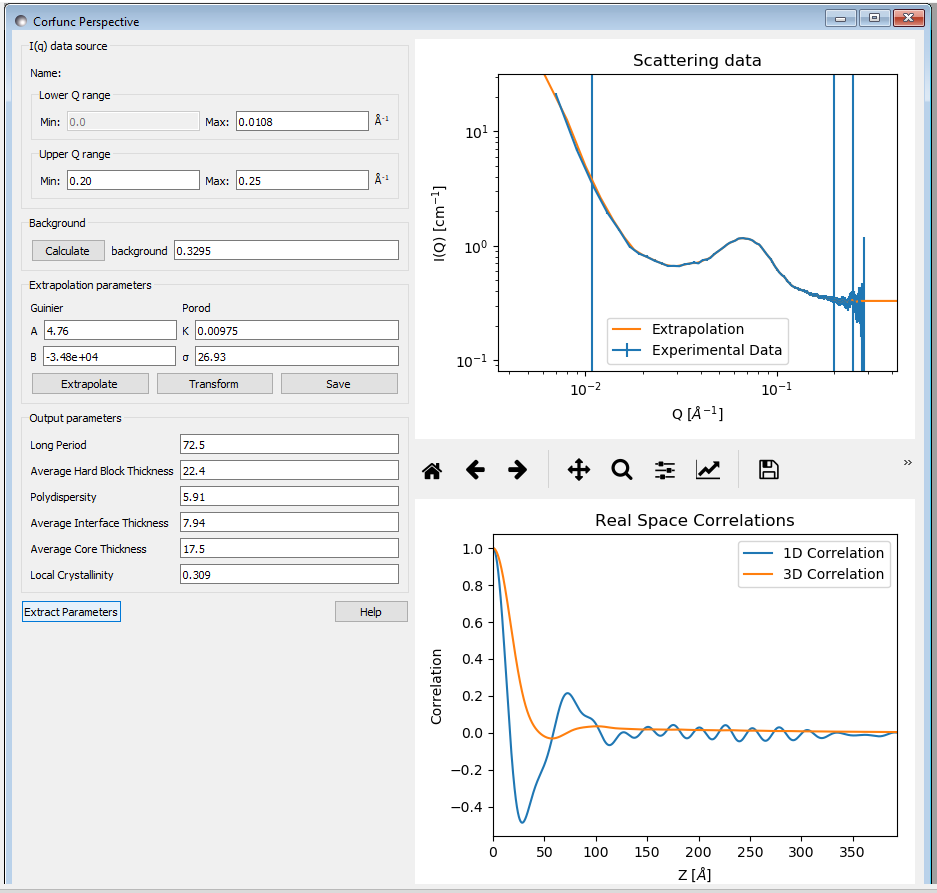 Corfunc Perspective
I(q) data source
Name:
Lower Q range
Min: 0.0 Max: 0.0108 Å⁻¹
Upper Q range
Min: 0.20 Max: 0.25 Å⁻¹
Background
Calculate background 0.3295
Extrapolation parameters
Guinier Porod
A 4.76 K 0.00975
B -3.48e+04 σ 26.93
Extrapolate Transform Save
Output parameters
Long Period 72.5
Average Hard Block Thickness 22.4
Polydispersity 5.91
Average Interface Thickness 7.94
Average Core Thickness 17.5
Local Crystallinity 0.309
Extract Parameters Help
Scattering data
I(Q) [cm⁻¹]
10¹
10⁰
10⁻¹
Extrapolation
Experimental Data
10⁻² 10⁻¹
Q [Å⁻¹]
»
Real Space Correlations
Correlation
1.0
0.8
0.6
0.4
0.2
0.0
−0.2
−0.4
1D Correlation
3D Correlation
0 50 100 150 200 250 300 350
Z [Å]